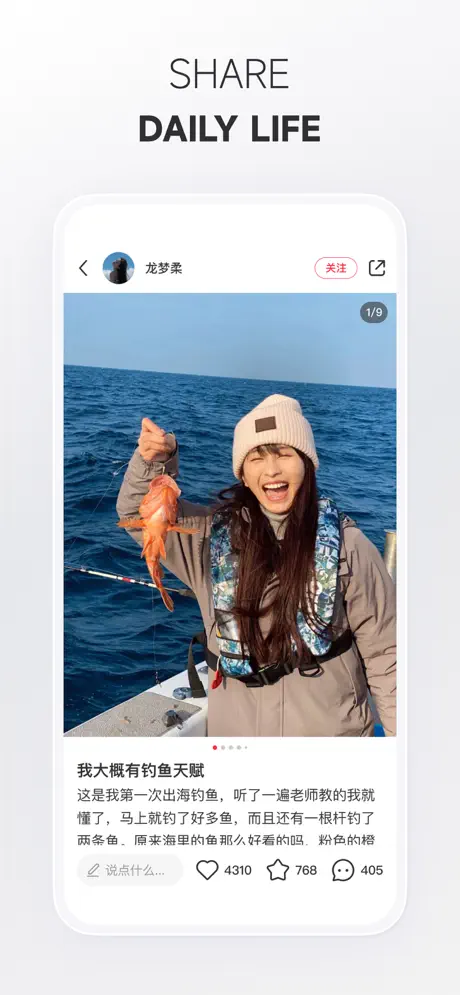 SHARE
DAILY LIFE
龙梦柔
关注
1/9
我大概有钓鱼天赋
这是我第一次出海钓鱼，听了一遍老师教的我就
懂了，马上就钓了好多鱼，而且还有一根杆钓了
两条鱼。原来海里的鱼那么好看的吗，粉色的橙
说点什么...
4310
768
405